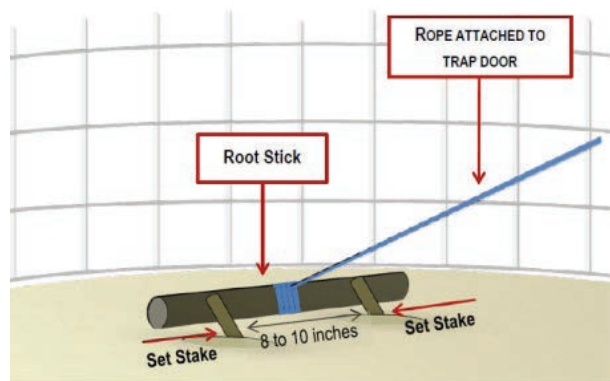 ROPE ATTACHED TO
TRAP DOOR
Root Stick
8 to 10 inches
Set Stake
Set Stake